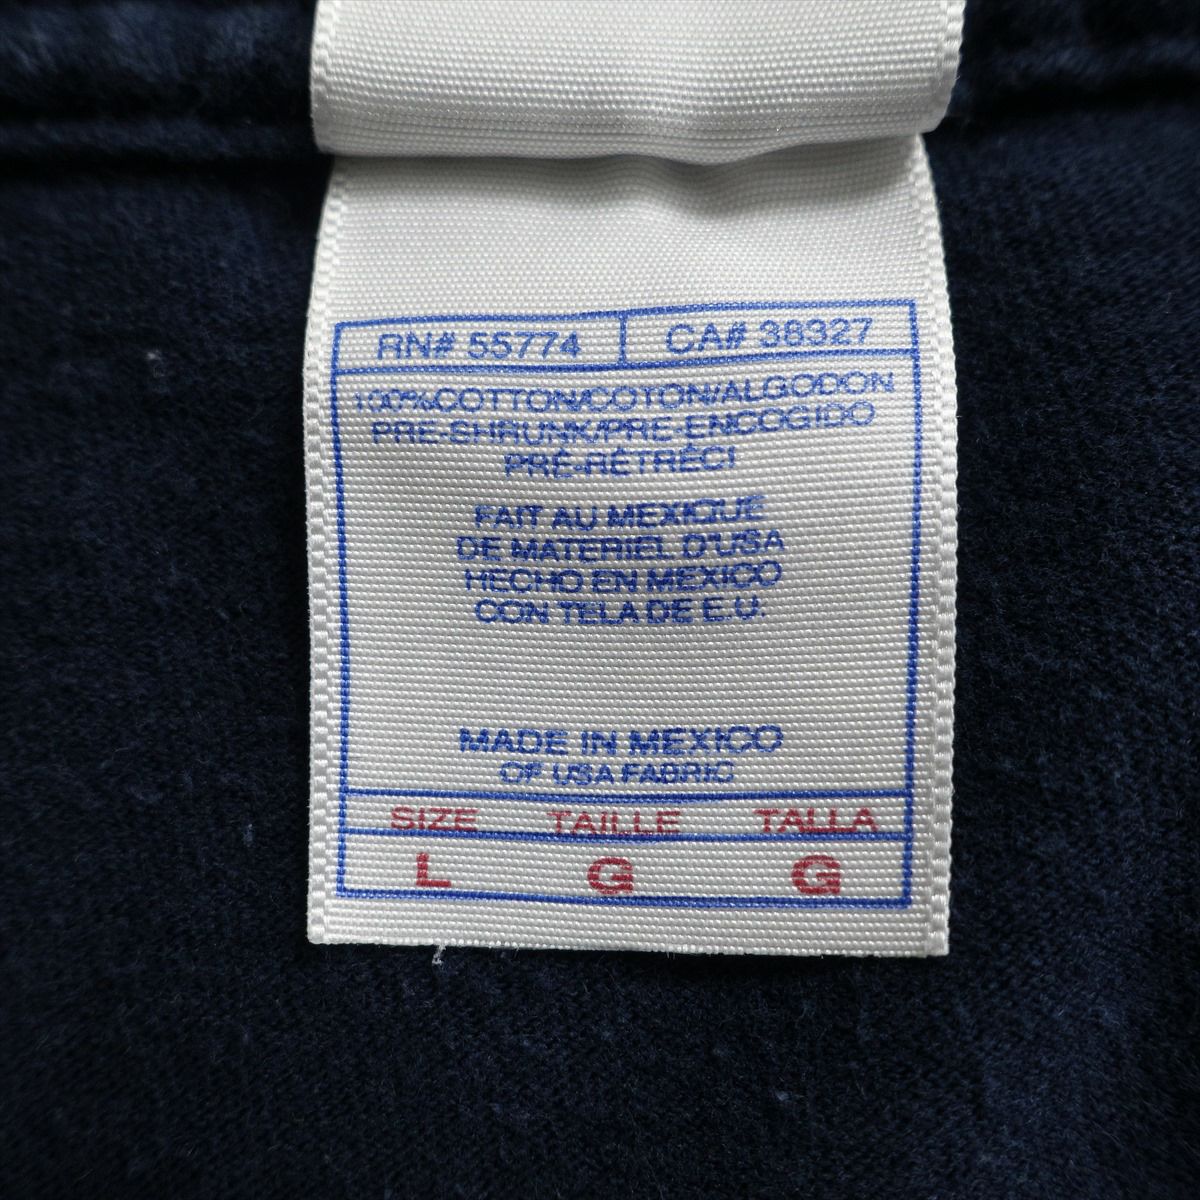 RN# 55774 CA# 38327
100%COTTON/COTON/ALGODON
PRE-SHRUNK/PRE-ENCOGIDO
PRÉ-RÉTRÉCI
FAIT AU MEXIQUE
DE MATERIEL D'USA
HECHO EN MEXICO
CON TELA DE E.U.
MADE IN MEXICO
OF USA FABRIC
SIZE TAILLE TALLA
L G G